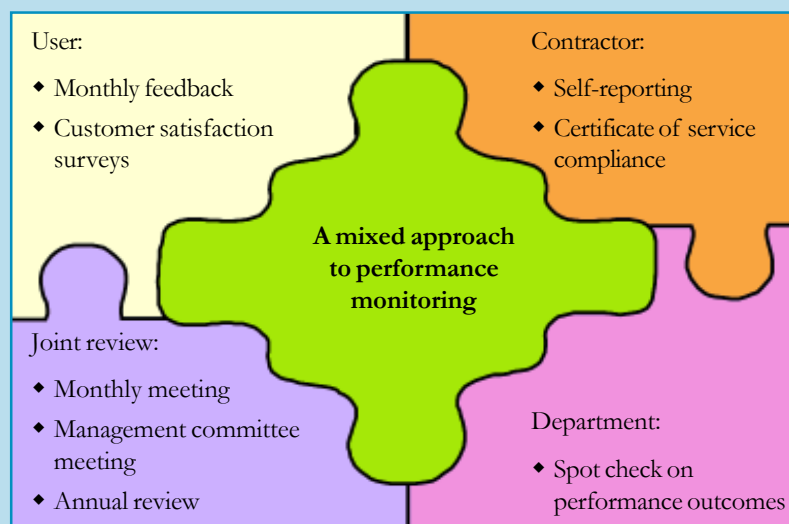 User:
◆ Monthly feedback
◆ Customer satisfaction
surveys
Contractor:
◆ Self-reporting
◆ Certificate of service
compliance
A mixed approach
to performance
monitoring
Joint review:
◆ Monthly meeting
◆ Management committee
meeting
◆ Annual review
Department:
◆ Spot check on
performance outcomes